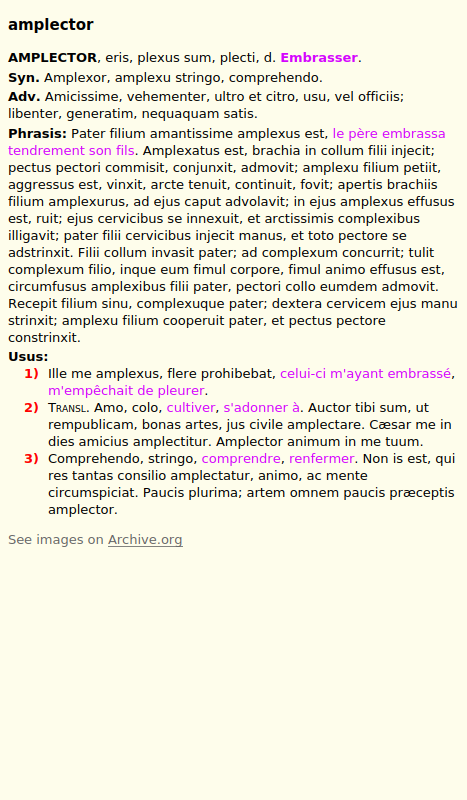 amplector
AMPLECTOR, eris, plexus sum, plecti, d. Embrasser.
Syn. Amplexor, amplexu stringo, comprehendo.
Adv. Amicissime, vehementer, ultro et citro, usu, vel officiis;
libenter, generatim, nequaquam satis.
Phrasis: Pater filium amantissime amplexus est, le père embrassa
tendrement son fils. Amplexatus est, brachia in collum filii injecit;
pectus pectori commisit, conjunxit, admovit; amplexu filium petiit,
aggressus est, vinxit, arcte tenuit, continuit, fovit; apertis brachiis
filium amplexurus, ad ejus caput advolavit; in ejus amplexus effusus
est, ruit; ejus cervicibus se innexuit, et arctissimis complexibus
illigavit; pater filii cervicibus injecit manus, et toto pectore se
adstrinxit. Filii collum invasit pater; ad complexum concurrit; tulit
complexum filio, inque eum fimul corpore, fimul animo effusus est,
circumfusus amplexibus filii pater, pectori collo eumdem admovit.
Recepit filium sinu, complexuque pater; dextera cervicem ejus manu
strinxit; amplexu filium cooperuit pater, et pectus pectore
constrinxit.
Usus:
1) Ille me amplexus, flere prohibebat, celui-ci m'ayant embrassé,
m'empêchait de pleurer.
2) Transl. Amo, colo, cultiver, s'adonner à. Auctor tibi sum, ut
rempublicam, bonas artes, jus civile amplectare. Cæsar me in
dies amicius amplectitur. Amplector animum in me tuum.
3) Comprehendo, stringo, comprendre, renfermer. Non is est, qui
res tantas consilio amplectatur, animo, ac mente
circumspiciat. Paucis plurima; artem omnem paucis præceptis
amplector.
See images on Archive.org